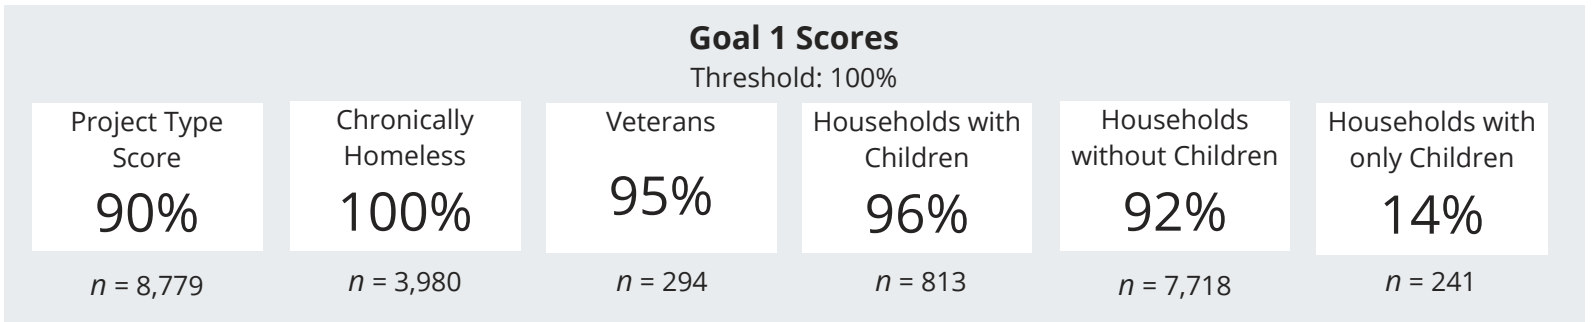 Goal 1 Scores
Threshold: 100%
Project Type
Score
90%
n = 8,779
Chronically
Homeless
100%
n = 3,980
Veterans
95%
n = 294
Households with
Children
96%
n = 813
Households
without Children
92%
n = 7,718
Households with
only Children
14%
n = 241